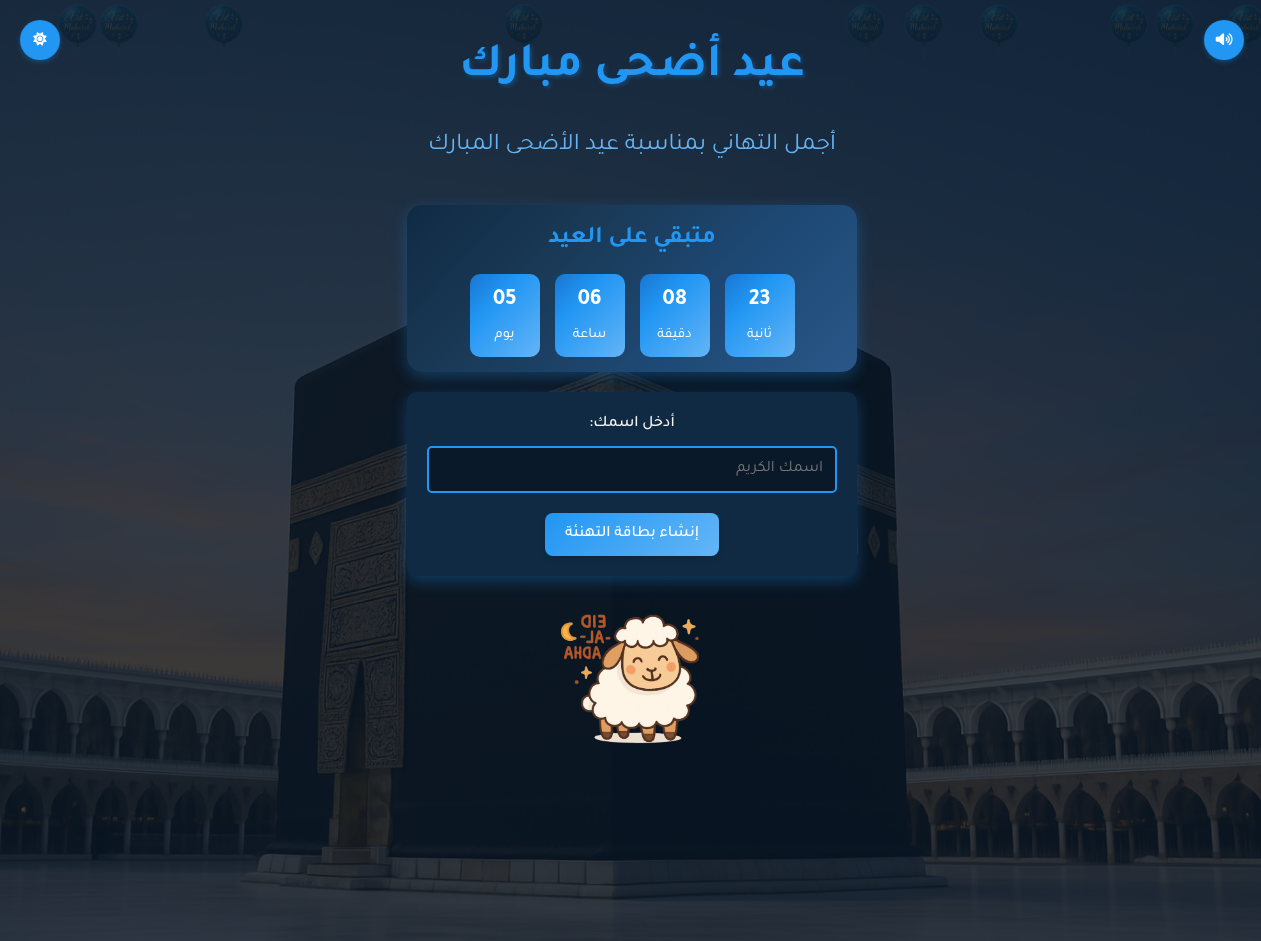 عيد أضحى مبارك
أجمل التهاني بمناسبة عيد الأضحى المبارك
متبقي على العيد
23 08 06 05
ثانية دقيقة ساعة يوم
أدخل اسمك:
اسمك الكريم
إنشاء بطاقة التهنئة
EID
-AL-
ADHA